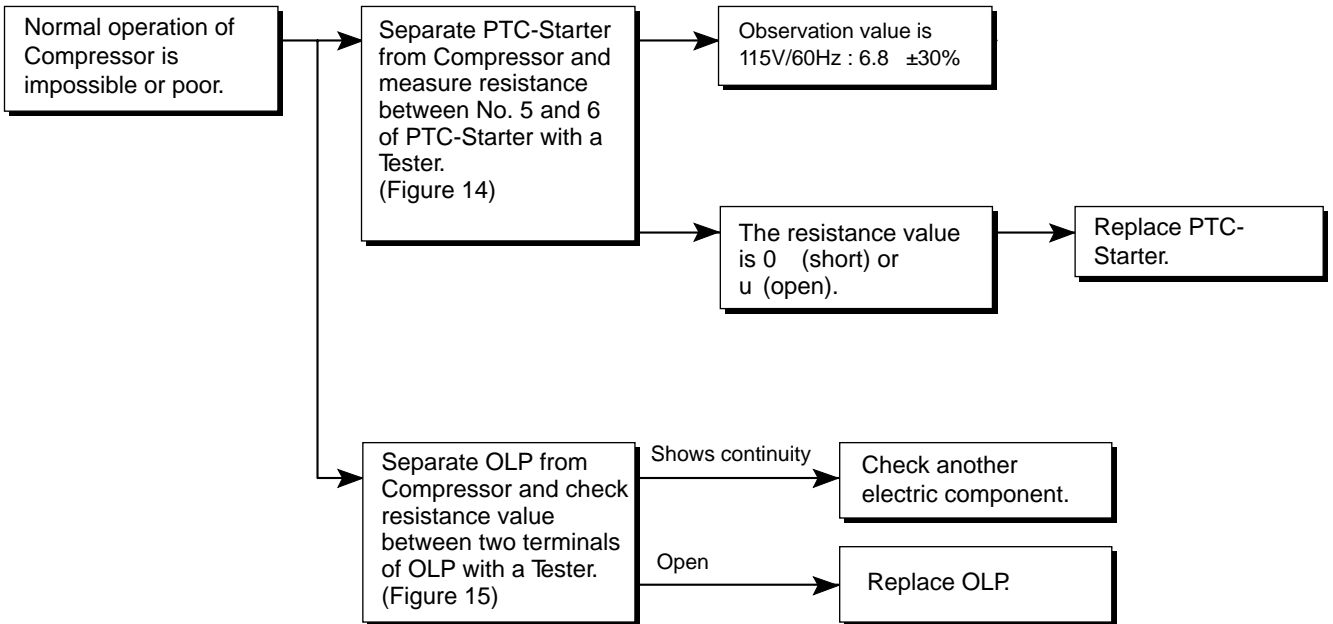 Normal operation of
Compressor is
impossible or poor.
Separate PTC-Starter
from Compressor and
measure resistance
between No. 5 and 6
of PTC-Starter with a
Tester.
(Figure 14)
Observation value is
115V/60Hz : 6.8   ±30%
The resistance value
is 0   (short) or
u (open).
Replace PTC-
Starter.
Separate OLP from
Compressor and check
resistance value
between two terminals
of OLP with a Tester.
(Figure 15)
Shows continuity
Check another
electric component.
Open
Replace OLP.